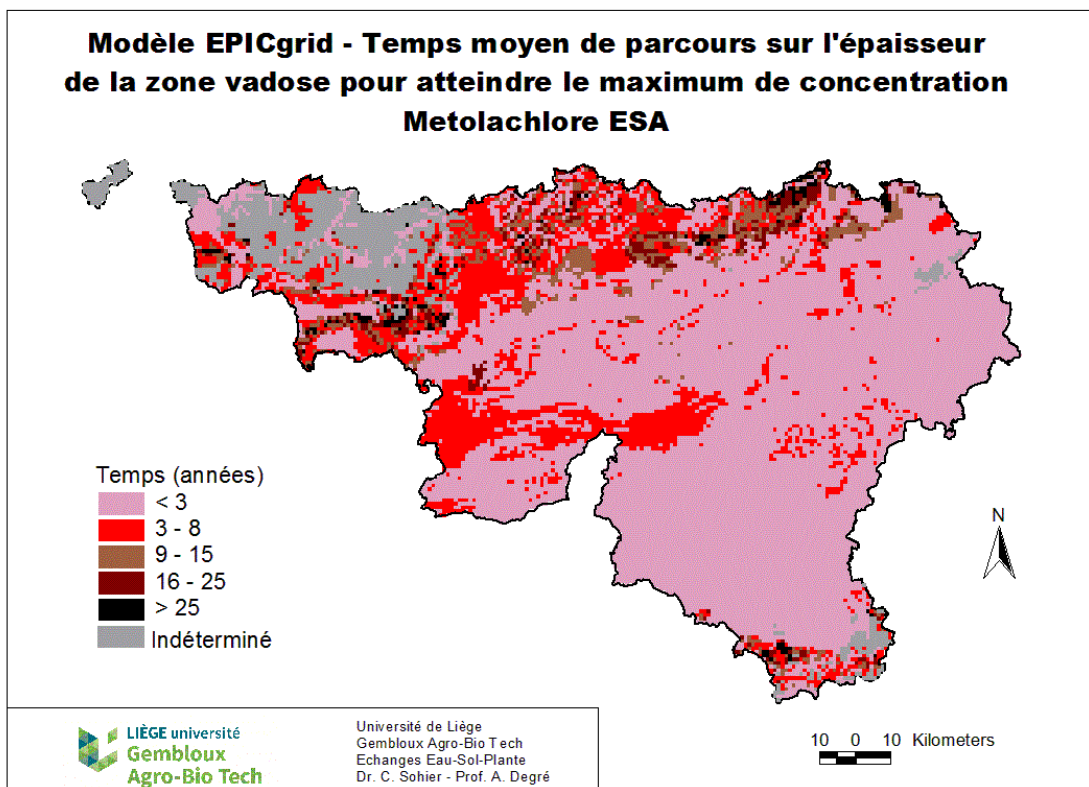 Modèle EPICgrid - Temps moyen de parcours sur l'épaisseur
de la zone vadose pour atteindre le maximum de concentration
Metolachlore ESA
Temps (années)
< 3
3 - 8
9 - 15
16 - 25
> 25
Indéterminé
N
LIÈGE université
Gembloux
Agro-Bio Tech
Université de Liège
Gembloux Agro-Bio Tech
Echanges Eau-Sol-Plante
Dr. C. Sohier - Prof. A. Degré
10 0 10 Kilometers